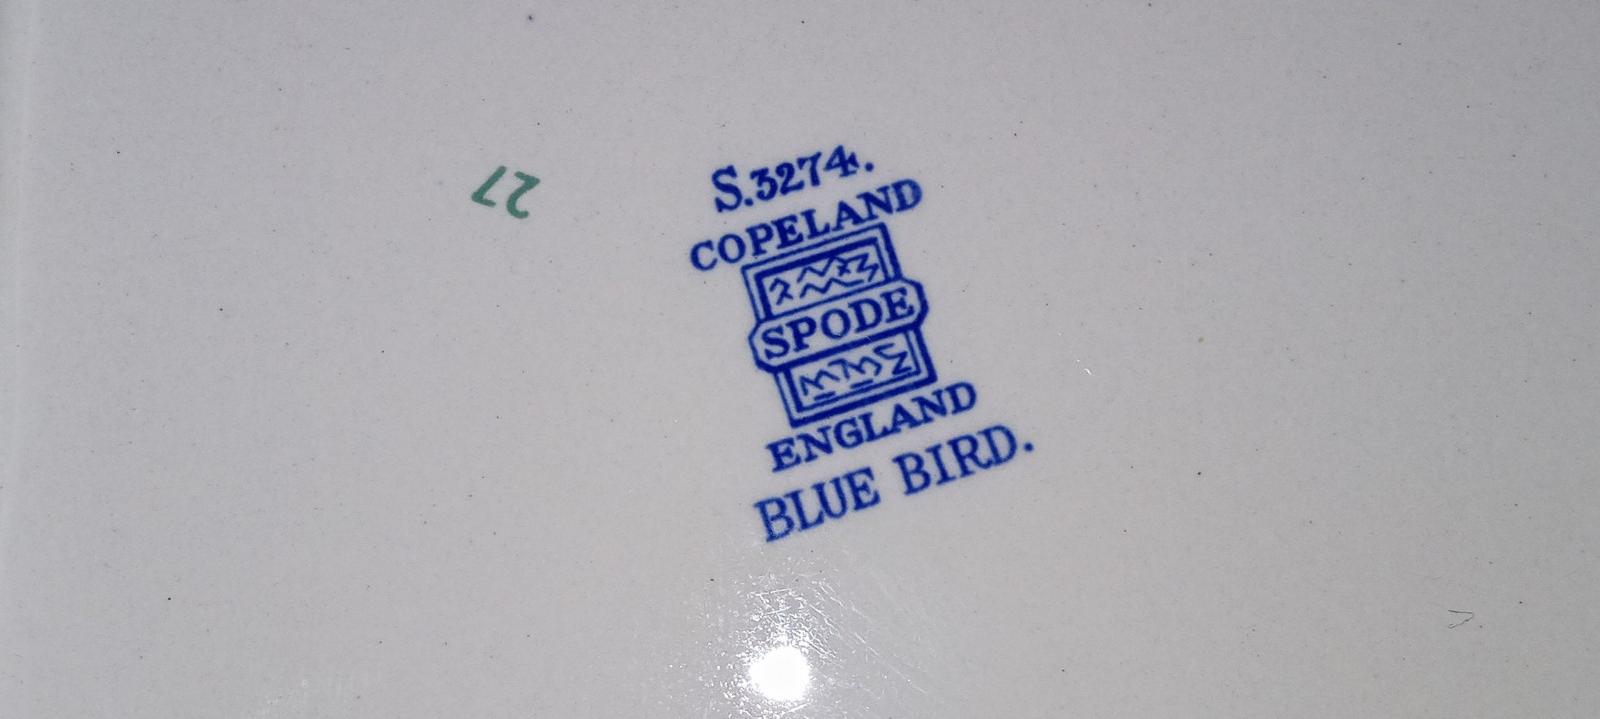 S.3274.
COPELAND
SPODE
ENGLAND
BLUE BIRD.
27